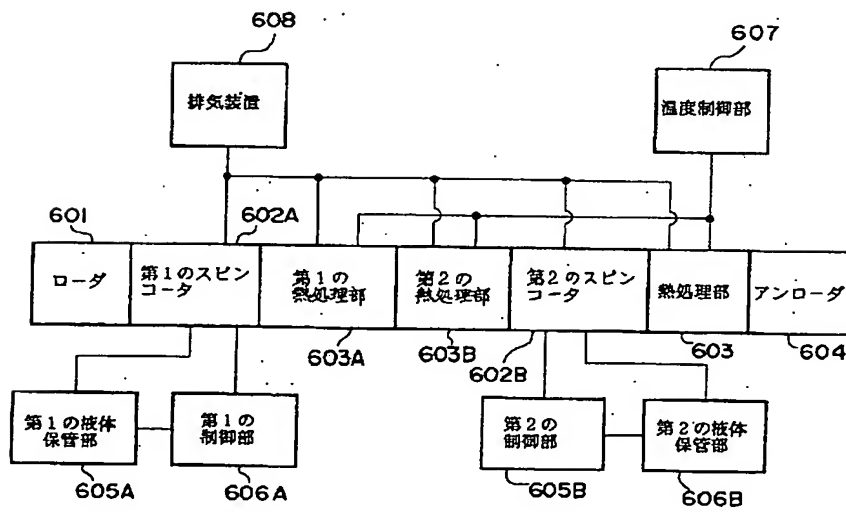 608
排気装置
607
温度制御部
601
602A
ローダ
第1のスピン
コータ
第1の
熱処理部
第2の
熱処理部
第2のスピン
コータ
熱処理部
アンローダ
603A
603B
602B
603
604
第1の液体
保管部
第1の
制御部
第2の
制御部
第2の液体
保管部
605A
606A
605B
606B